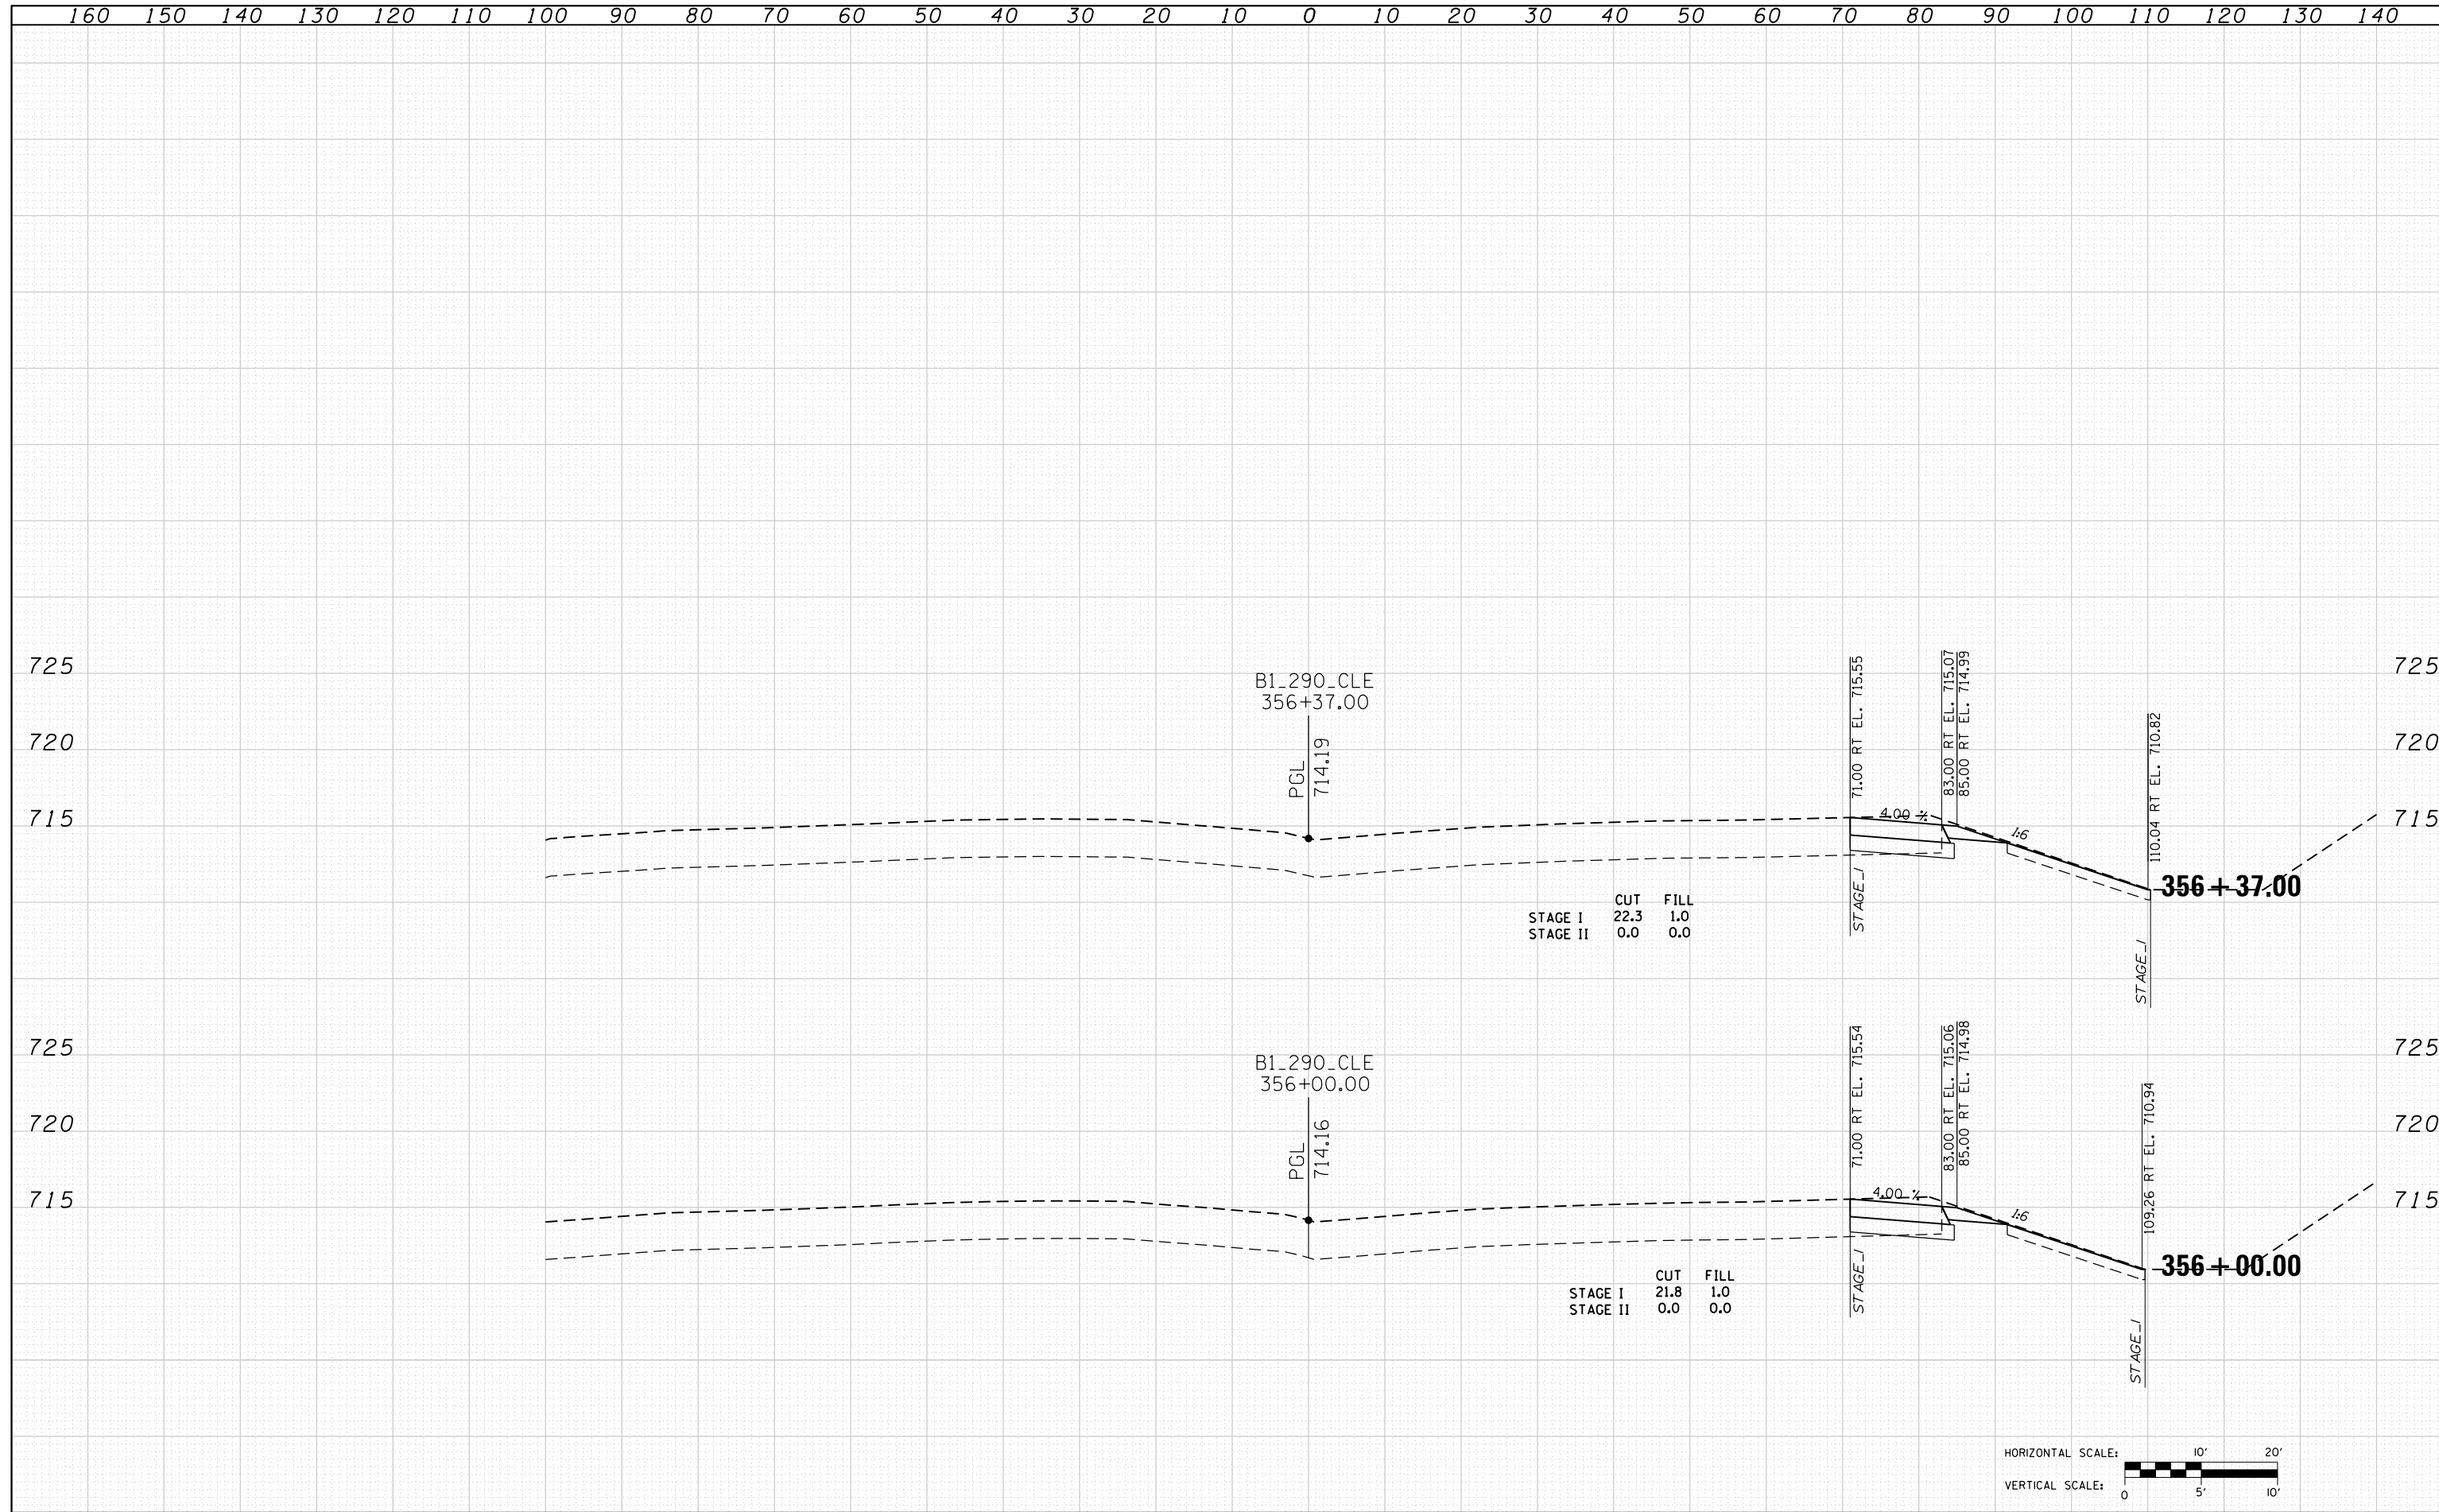 160 150 140 130 120 110 100 90 80 70 60 50 40 30 20 10 0 10 20 30 40 50 60 70 80 90 100 110 120 130 140
725 725
B1_290_CLE
356+37.00
720 720
PGL
714.19
71.00 RT EL. 715.55
83.00 RT EL. 715.07
85.00 RT EL. 714.99
110.04 RT EL. 710.82
715 715
4.00 %
1:6
356+37.00
STAGE_I
STAGE_I
CUT FILL
STAGE I 22.3 1.0
STAGE II 0.0 0.0
725 725
B1_290_CLE
356+00.00
720 720
PGL
714.16
71.00 RT EL. 715.54
83.00 RT EL. 715.06
85.00 RT EL. 714.98
109.26 RT EL. 710.94
715 715
4.00 %
1:6
356+00.00
STAGE_I
STAGE_I
CUT FILL
STAGE I 21.8 1.0
STAGE II 0.0 0.0
HORIZONTAL SCALE: 10' 20'
VERTICAL SCALE: 0 5' 10'